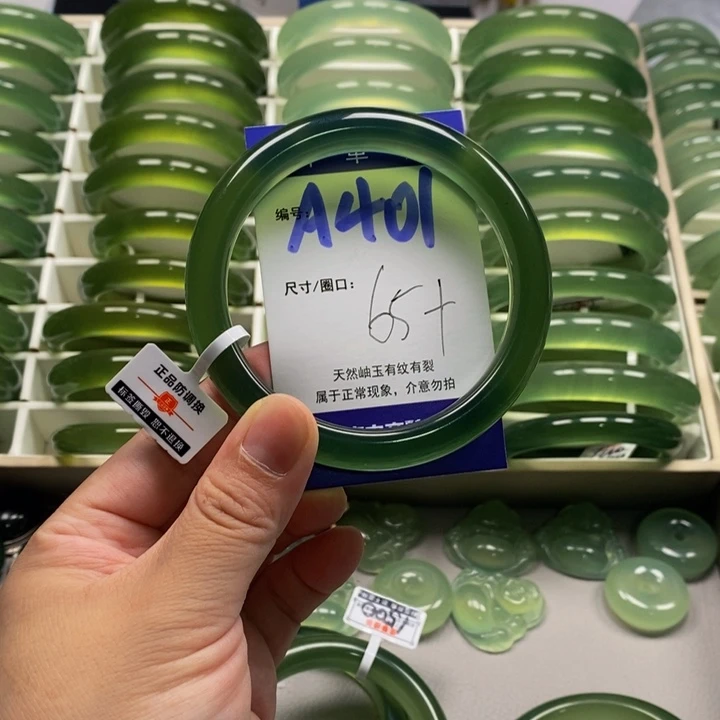 编号: A401
尺寸/圈口: 65+
天然岫玉有纹有裂
属于正常现象，介意勿拍
正品防调换
标签撕毁 恕不退换